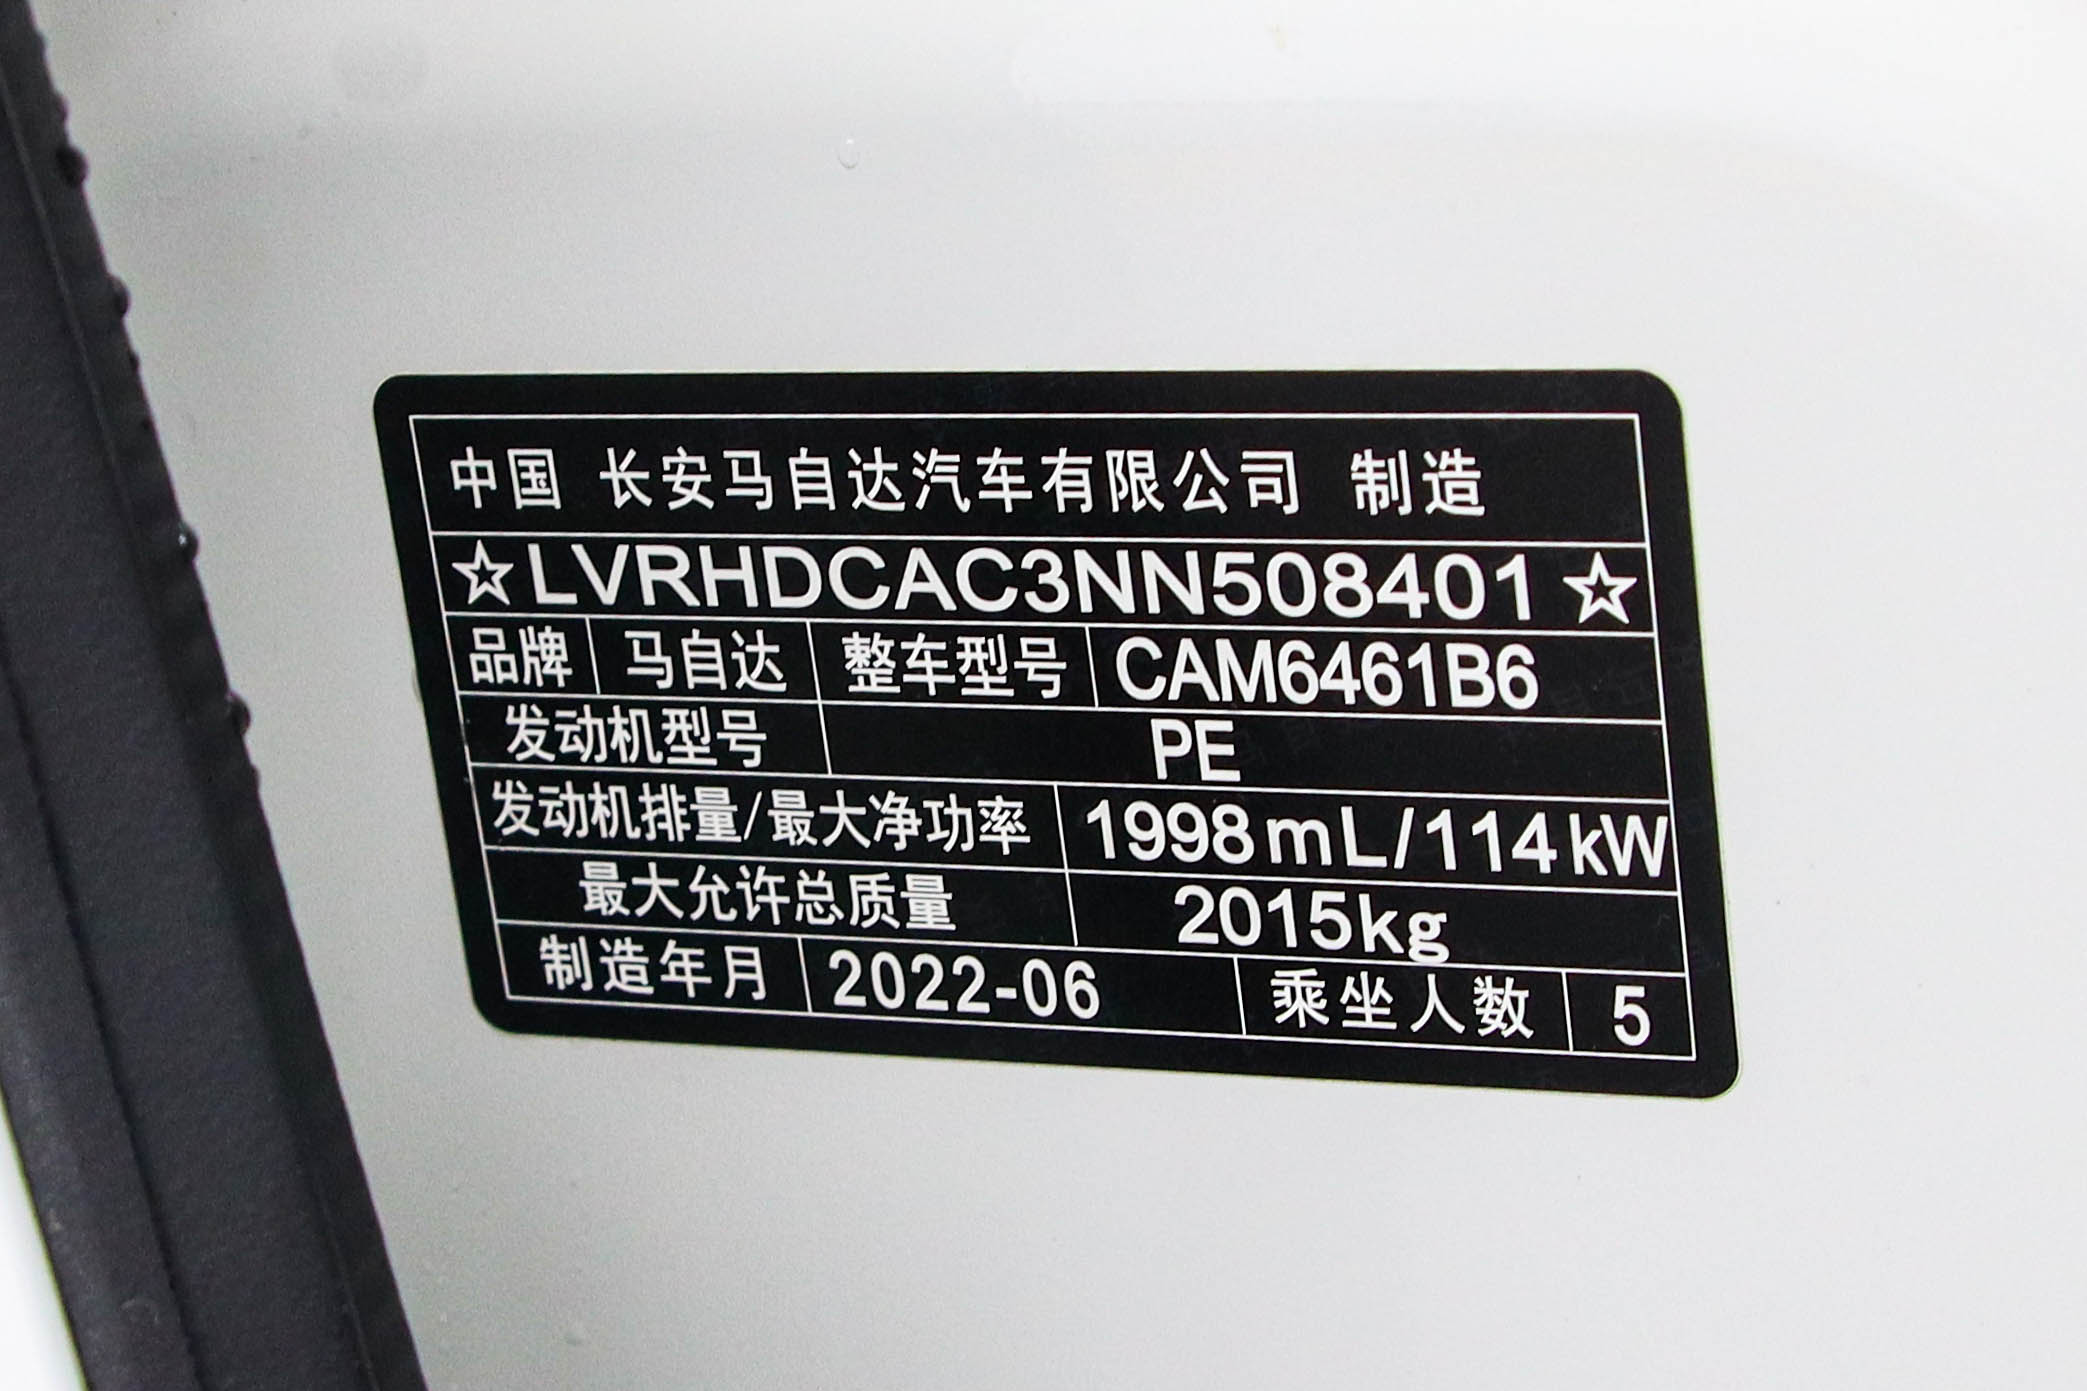 中国 长安马自达汽车有限公司 制造
☆LVRHDCAC3NN508401☆
品牌 马自达 整车型号 CAM6461B6
发动机型号 PE
发动机排量/最大净功率 1998mL/114kW
最大允许总质量 2015kg
制造年月 2022-06 乘坐人数 5